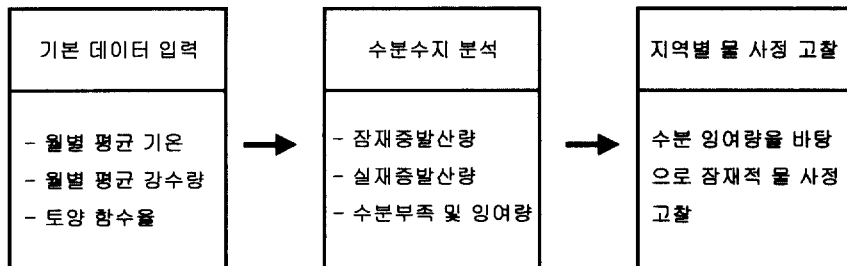 기본 데이터 입력
- 월별 평균 기온
- 월별 평균 강수량
- 토양 함수율
수분수지 분석
- 잠재증발산량
- 실재증발산량
- 수분부족 및 잉여량
지역별 물 사정 고찰
수분 잉여량을 바탕
으로 잠재적 물 사정
고찰